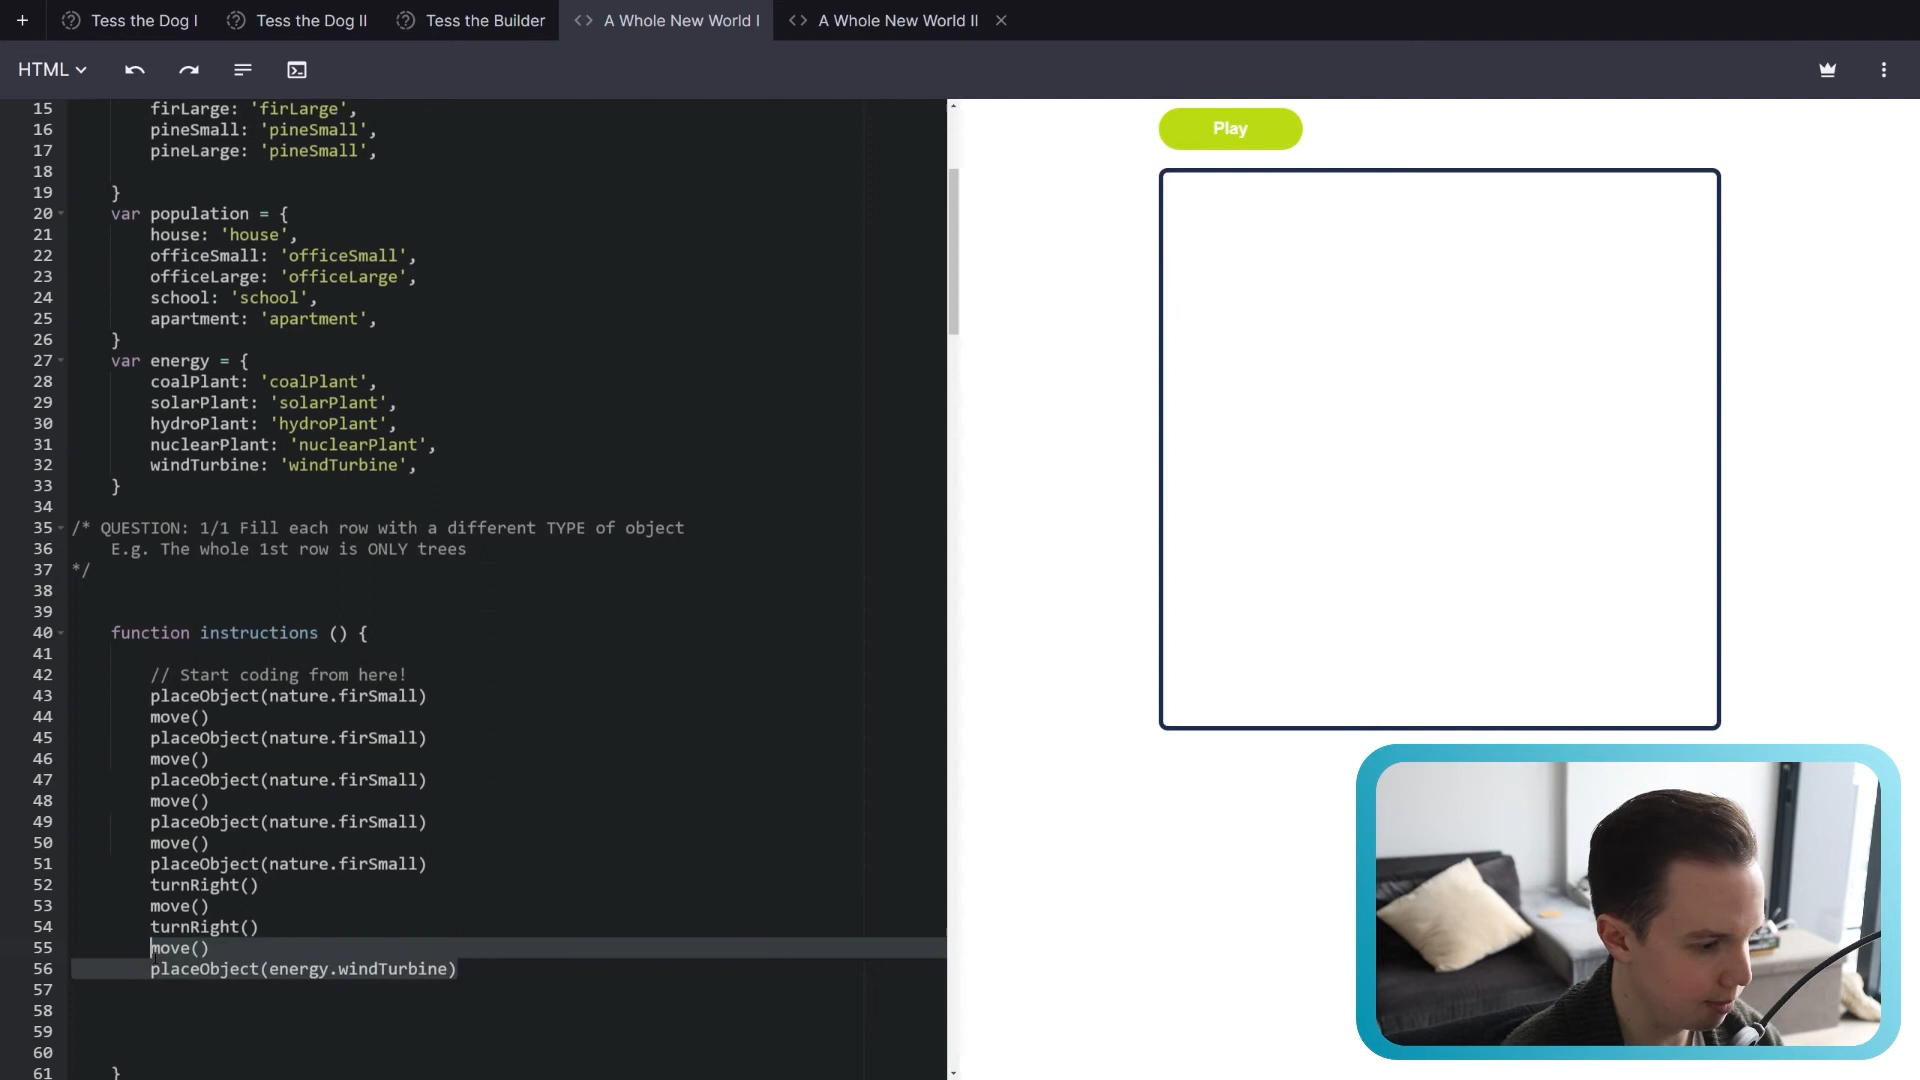 + Tess the Dog I Tess the Dog II Tess the Builder <> A Whole New World I <> A Whole New World II ×
HTML
15 firLarge: 'firLarge',
16 pineSmall: 'pineSmall',
17 pineLarge: 'pineSmall',
18
19 }
20 var population = {
21 house: 'house',
22 officeSmall: 'officeSmall',
23 officeLarge: 'officeLarge',
24 school: 'school',
25 apartment: 'apartment',
26 }
27 var energy = {
28 coalPlant: 'coalPlant',
29 solarPlant: 'solarPlant',
30 hydroPlant: 'hydroPlant',
31 nuclearPlant: 'nuclearPlant',
32 windTurbine: 'windTurbine',
33 }
34
35 /* QUESTION: 1/1 Fill each row with a different TYPE of object
36 E.g. The whole 1st row is ONLY trees
37 */
38
39
40 function instructions () {
41
42 // Start coding from here!
43 placeObject(nature.firSmall)
44 move()
45 placeObject(nature.firSmall)
46 move()
47 placeObject(nature.firSmall)
48 move()
49 placeObject(nature.firSmall)
50 move()
51 placeObject(nature.firSmall)
52 turnRight()
53 move()
54 turnRight()
55 move()
56 placeObject(energy.windTurbine)
57
58
59
60
61 }
Play